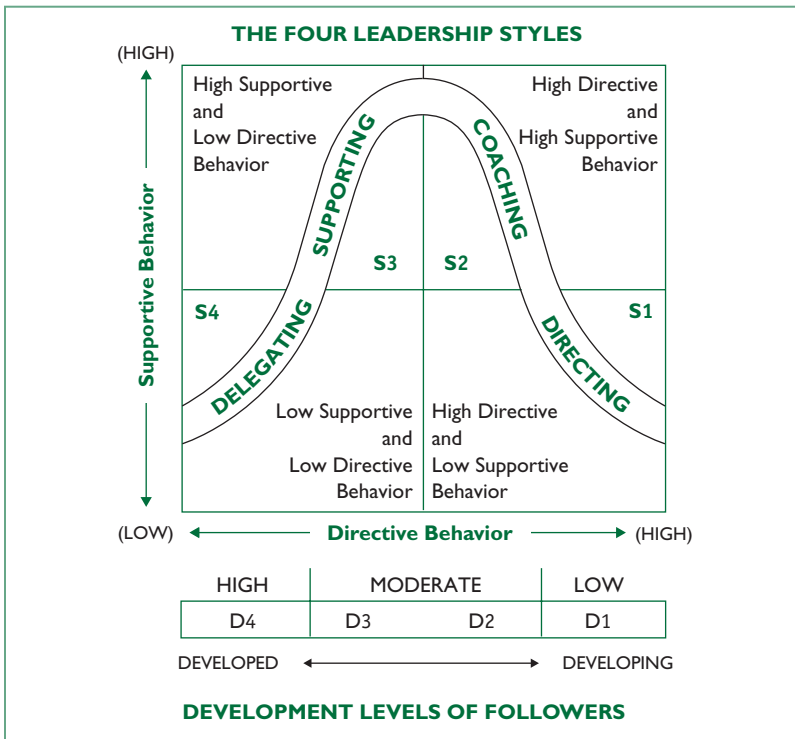 THE FOUR LEADERSHIP STYLES
(HIGH)
High Supportive
and
Low Directive
Behavior
High Directive
and
High Supportive
Behavior
SUPPORTING
COACHING
Supportive Behavior
S3
S2
S4
S1
DELEGATING
DIRECTING
Low Supportive
and
Low Directive
Behavior
High Directive
and
Low Supportive
Behavior
(LOW)
Directive Behavior
(HIGH)
HIGH
MODERATE
LOW
D4
D3
D2
D1
DEVELOPED
DEVELOPING
DEVELOPMENT LEVELS OF FOLLOWERS